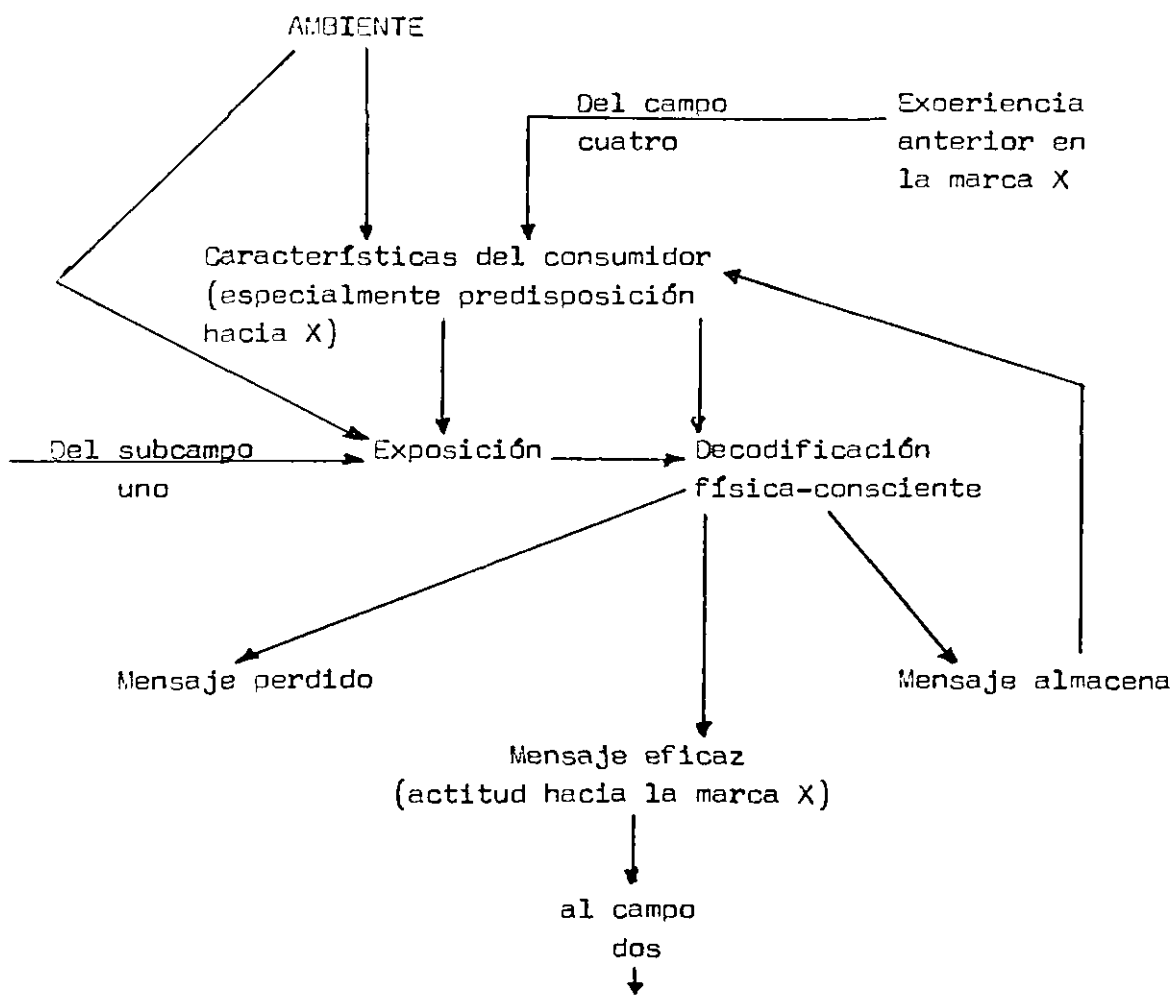 AMBIENTE
Del campo
cuatro
Exoeriencia
anterior en
la marca X
Características del consumidor
(especialmente predisposición
hacia X)
Del subcampo
uno
Exposición
Decodificación
física-consciente
Mensaje perdido
Mensaje almacena
Mensaje eficaz
(actitud hacia la marca X)
al campo
dos